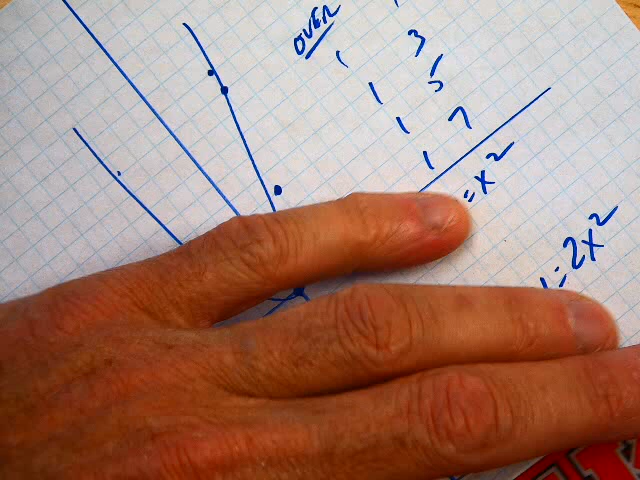 OVER
1 3
1 5
1 7
1
= x²
= 2x²